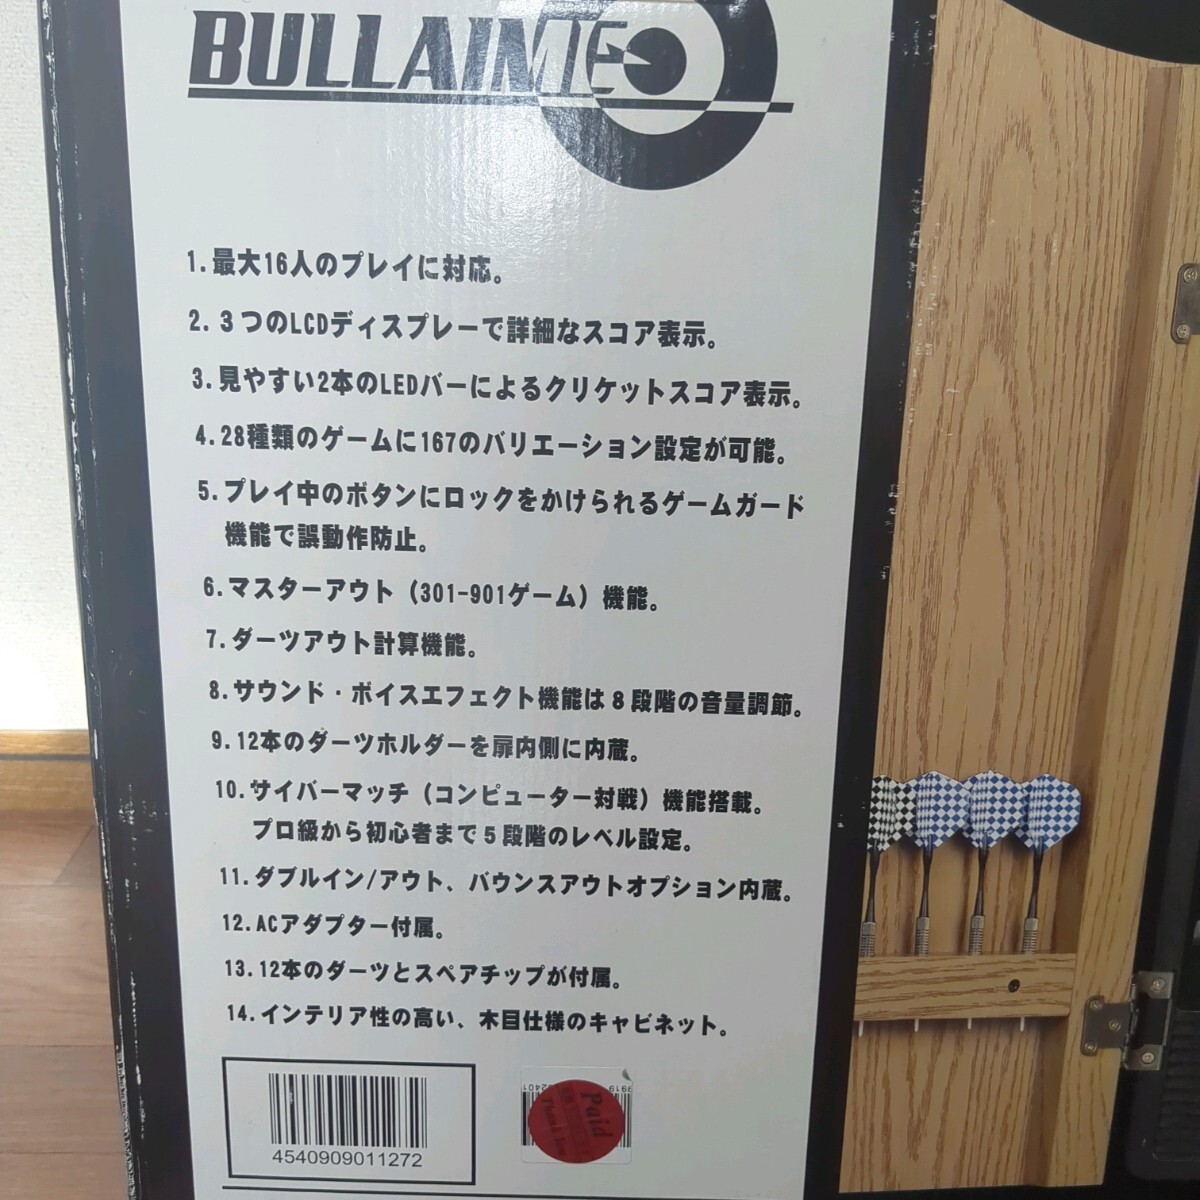 BULLAIME
1.最大16人のプレイに対応。
2.３つのLCDディスプレーで詳細なスコア表示。
3.見やすい2本のLEDバーによるクリケットスコア表示。
4.28種類のゲームに167のバリエーション設定が可能。
5.プレイ中のボタンにロックをかけられるゲームガード
機能で誤動作防止。
6.マスターアウト（301-901ゲーム）機能。
7.ダーツアウト計算機能。
8.サウンド・ボイスエフェクト機能は８段階の音量調節。
9.12本のダーツホルダーを扉内側に内蔵。
10.サイバーマッチ（コンピューター対戦）機能搭載。
プロ級から初心者まで５段階のレベル設定。
11.ダブルイン/アウト、バウンスアウトオプション内蔵。
12.ACアダプター付属。
13.12本のダーツとスペアチップが付属。
14.インテリア性の高い、木目仕様のキャビネット。
4540909011272
Paid
Thank You